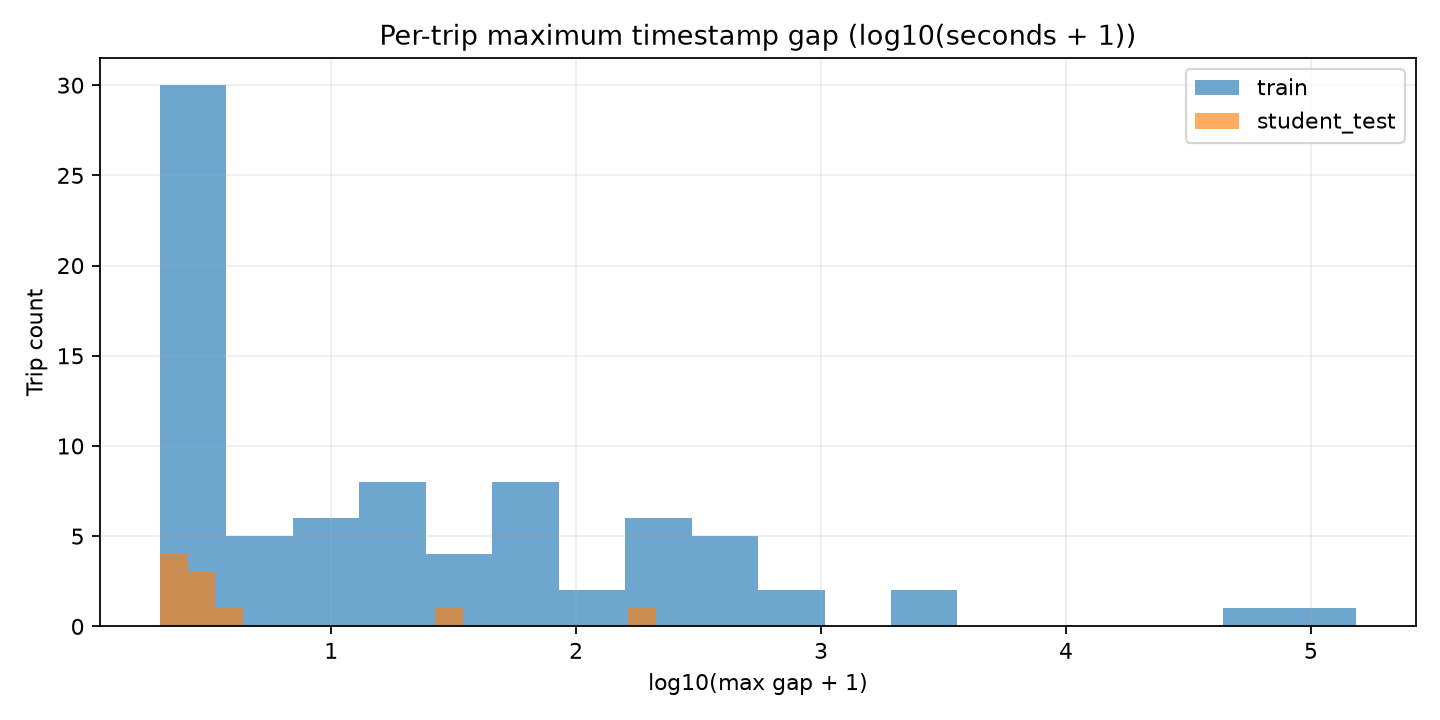 Per-trip maximum timestamp gap (log10(seconds + 1))
train
student_test
Trip count
30
25
20
15
10
5
0
1 2 3 4 5
log10(max gap + 1)